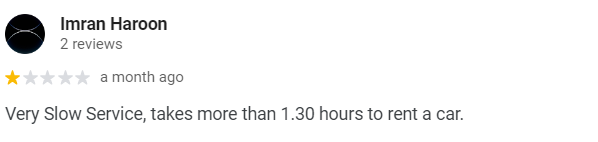 Imran Haroon
2 reviews
a month ago
Very Slow Service, takes more than 1.30 hours to rent a car.